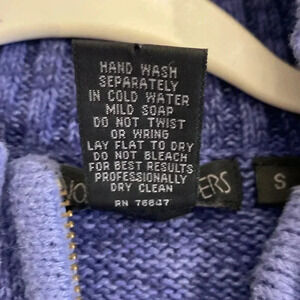 HAND WASH
SEPARATELY
IN COLD WATER
MILD SOAP
DO NOT TWIST
OR WRING
LAY FLAT TO DRY
DO NOT BLEACH
FOR BEST RESULTS
PROFESSIONALLY
DRY CLEAN
RN 76847
S